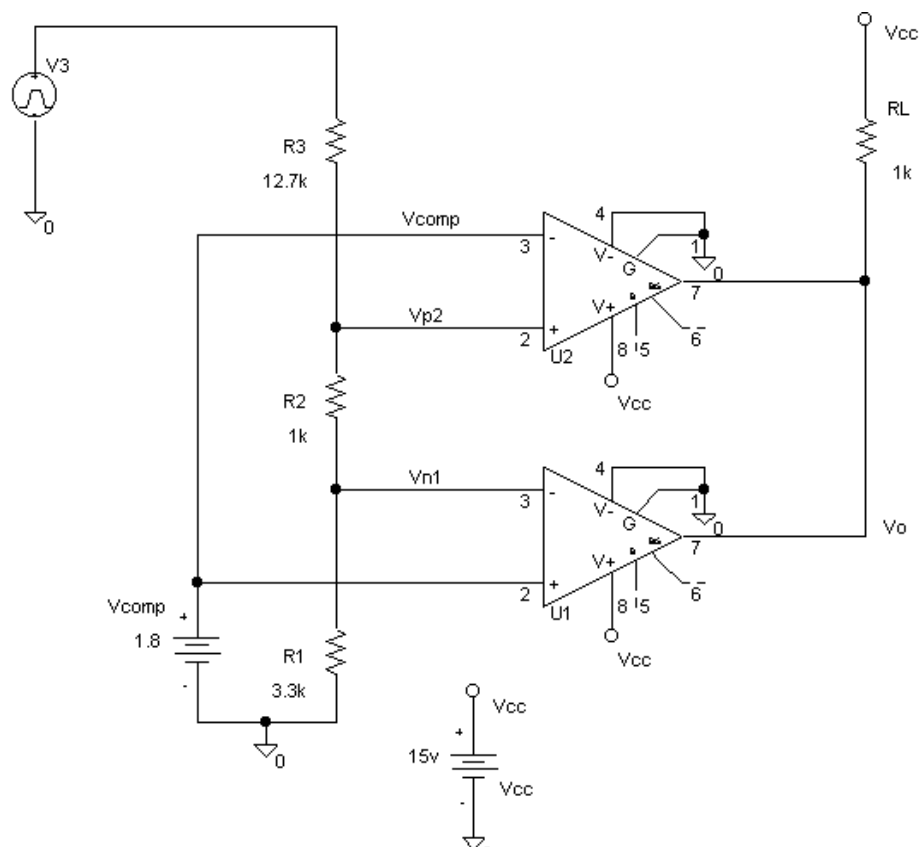 Vcc
V3
RL
1k
R3
12.7k
0
Vcomp
3
-
4
V-
G
1
0
7
V+
Vp2
2
+
U2
8
5
6
Vcc
R2
1k
Vn1
3
-
4
V-
G
1
0
7
Vo
V+
2
+
U1
8
5
6
Vcc
Vcomp
+
1.8
-
R1
3.3k
0
Vcc
+
15v
Vcc
-